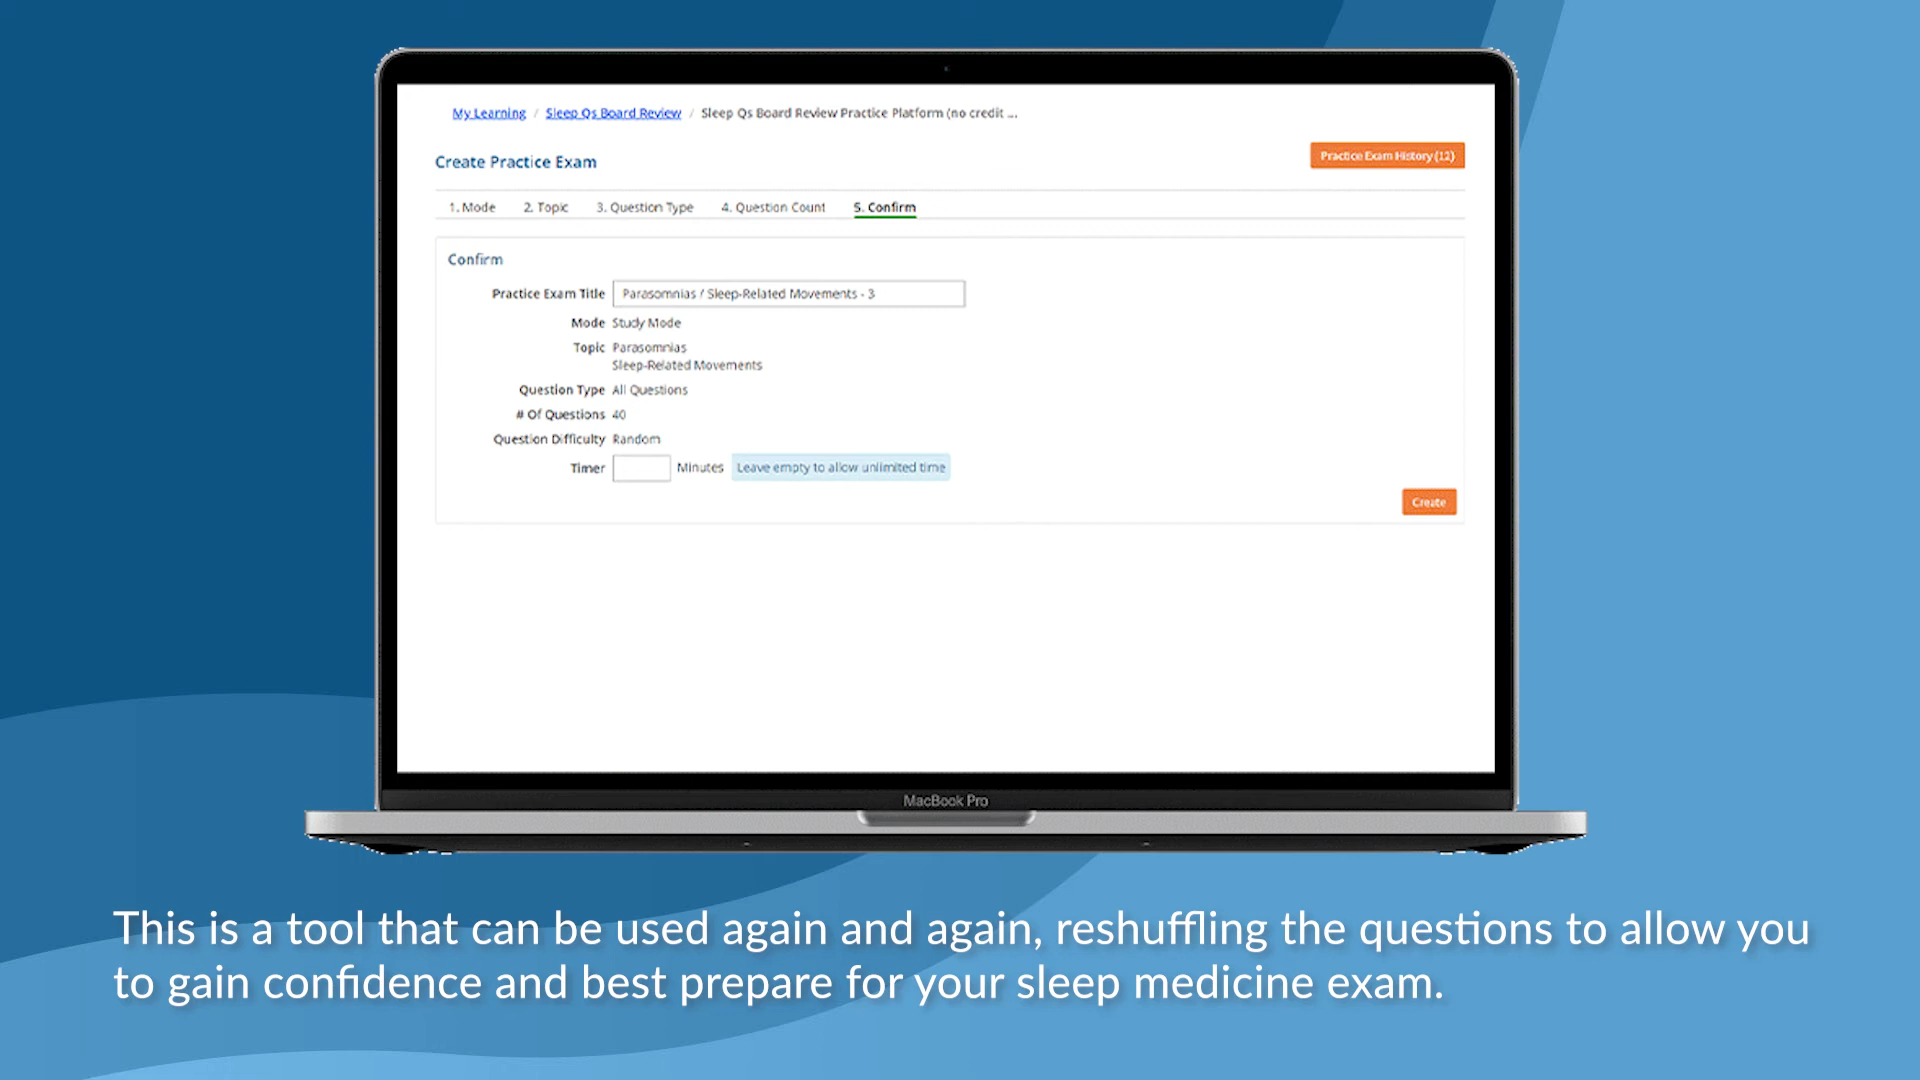 My Learning / Sleep Qs Board Review / Sleep Qs Board Review Practice Platform (no credit ...
Create Practice Exam
Practice Exam History (12)
1. Mode 2. Topic 3. Question Type 4. Question Count 5. Confirm
Confirm
Practice Exam Title Parasomnias / Sleep-Related Movements - 3
Mode Study Mode
Topic Parasomnias
Sleep-Related Movements
Question Type All Questions
# Of Questions 40
Question Difficulty Random
Timer Minutes Leave empty to allow unlimited time
Create
MacBook Pro
This is a tool that can be used again and again, reshuffling the questions to allow you
to gain confidence and best prepare for your sleep medicine exam.